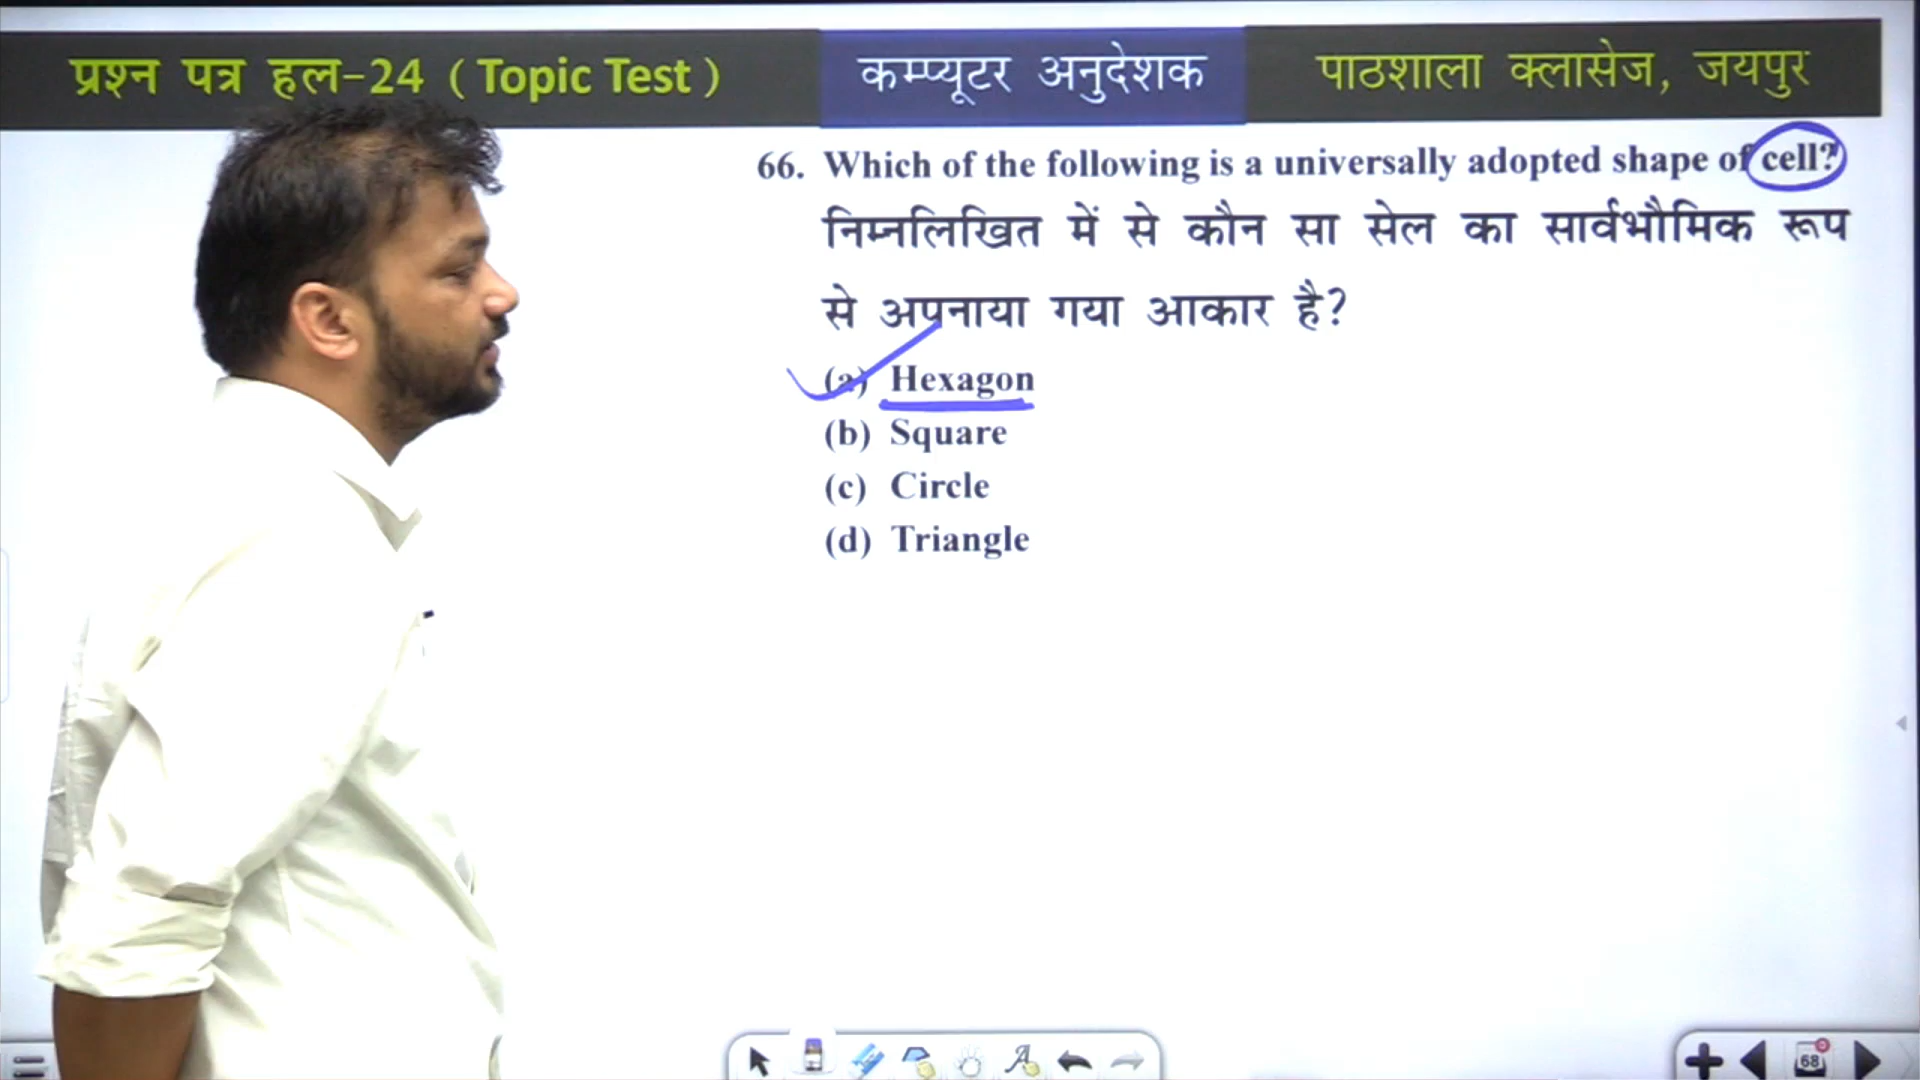 प्रश्न पत्र हल-24 ( Topic Test )
कम्प्यूटर अनुदेशक
पाठशाला क्लासेज, जयपुर
66. Which of the following is a universally adopted shape of cell?
निम्नलिखित में से कौन सा सेल का सार्वभौमिक रूप
से अपनाया गया आकार है?
(a) Hexagon
(b) Square
(c) Circle
(d) Triangle
68